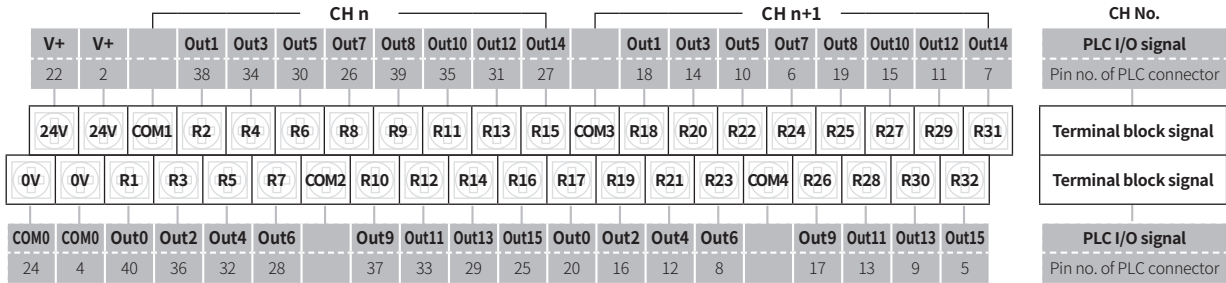 CH n CH n+1 CH No.
V+ V+ Out1 Out3 Out5 Out7 Out8 Out10 Out12 Out14 Out1 Out3 Out5 Out7 Out8 Out10 Out12 Out14 PLC I/O signal
22 2 38 34 30 26 39 35 31 27 18 14 10 6 19 15 11 7 Pin no. of PLC connector
24V 24V COM1 R2 R4 R6 R8 R9 R11 R13 R15 COM3 R18 R20 R22 R24 R25 R27 R29 R31 Terminal block signal
0V 0V R1 R3 R5 R7 COM2 R10 R12 R14 R16 R17 R19 R21 R23 COM4 R26 R28 R30 R32 Terminal block signal
COM0 COM0 Out0 Out2 Out4 Out6 Out9 Out11 Out13 Out15 Out0 Out2 Out4 Out6 Out9 Out11 Out13 Out15 PLC I/O signal
24 4 40 36 32 28 37 33 29 25 20 16 12 8 17 13 9 5 Pin no. of PLC connector